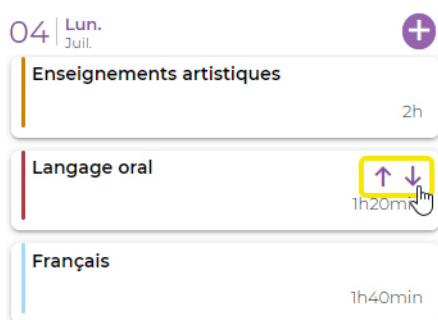 04 Lun.
Juil.
Enseignements artistiques
2h
Langage oral
1h20min
Français
1h40min